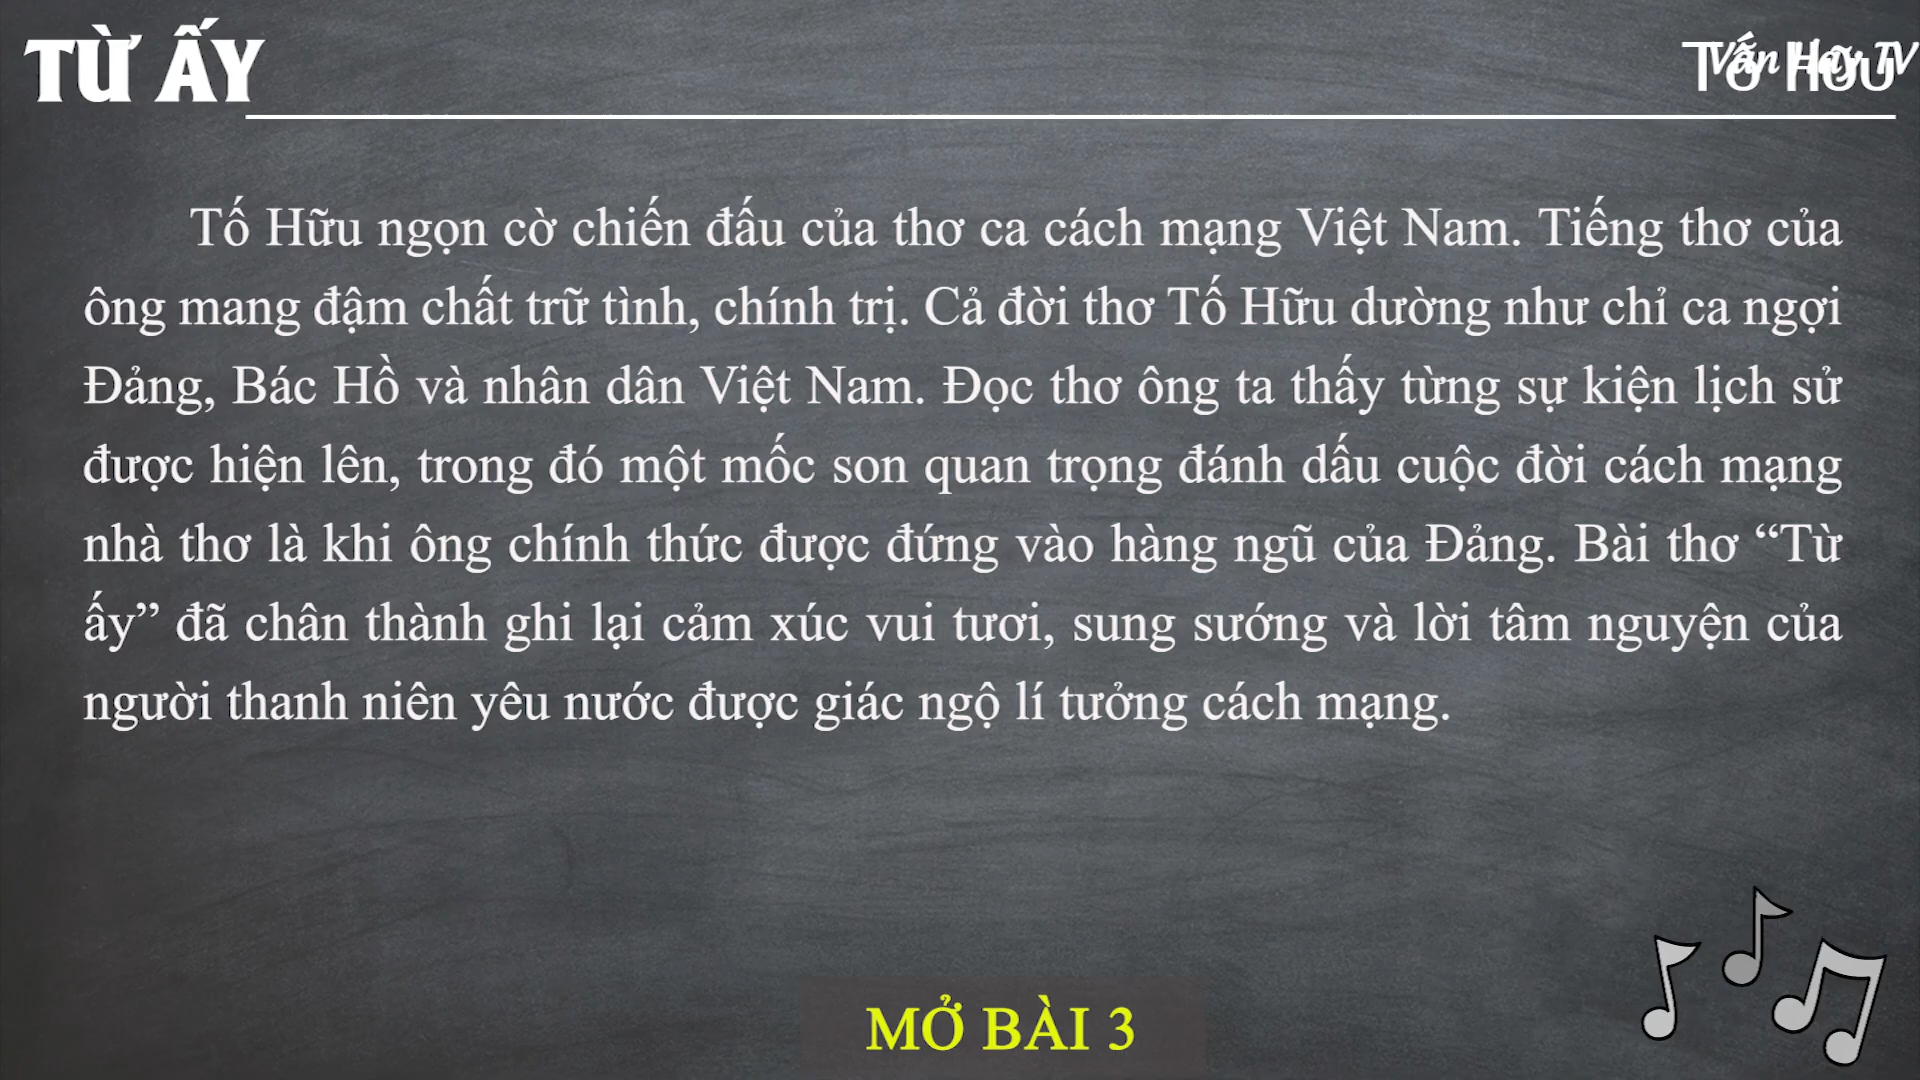 TỪ ẤY
Tố Hữu
Văn Hay TV
Tố Hữu ngọn cờ chiến đấu của thơ ca cách mạng Việt Nam. Tiếng thơ của
ông mang đậm chất trữ tình, chính trị. Cả đời thơ Tố Hữu dường như chỉ ca ngợi
Đảng, Bác Hồ và nhân dân Việt Nam. Đọc thơ ông ta thấy từng sự kiện lịch sử
được hiện lên, trong đó một mốc son quan trọng đánh dấu cuộc đời cách mạng
nhà thơ là khi ông chính thức được đứng vào hàng ngũ của Đảng. Bài thơ “Từ
ấy” đã chân thành ghi lại cảm xúc vui tươi, sung sướng và lời tâm nguyện của
người thanh niên yêu nước được giác ngộ lí tưởng cách mạng.
MỞ BÀI 3